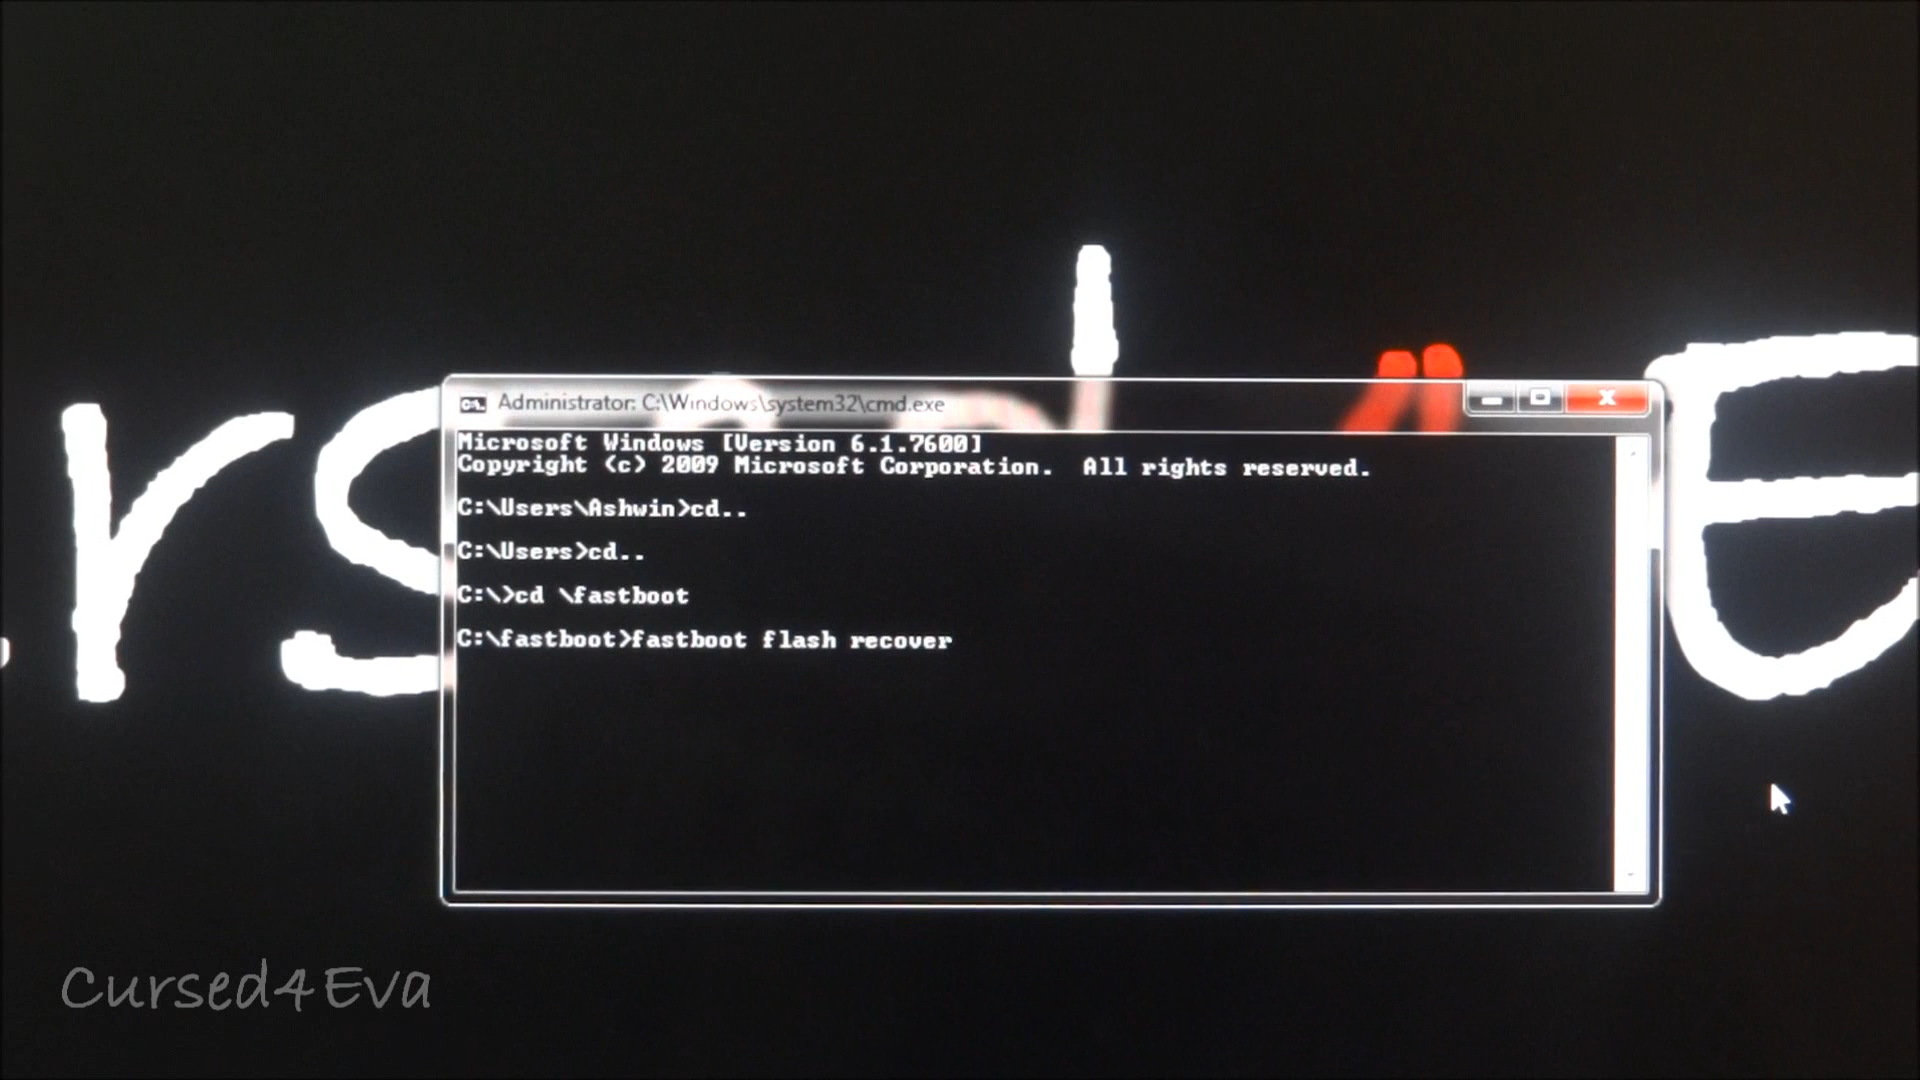 Administrator: C:\Windows\system32\cmd.exe
Microsoft Windows [Version 6.1.7600]
Copyright (c) 2009 Microsoft Corporation.  All rights reserved.
C:\Users\Ashwin>cd..
C:\Users>cd..
C:\>cd \fastboot
C:\fastboot>fastboot flash recover
Cursed4Eva